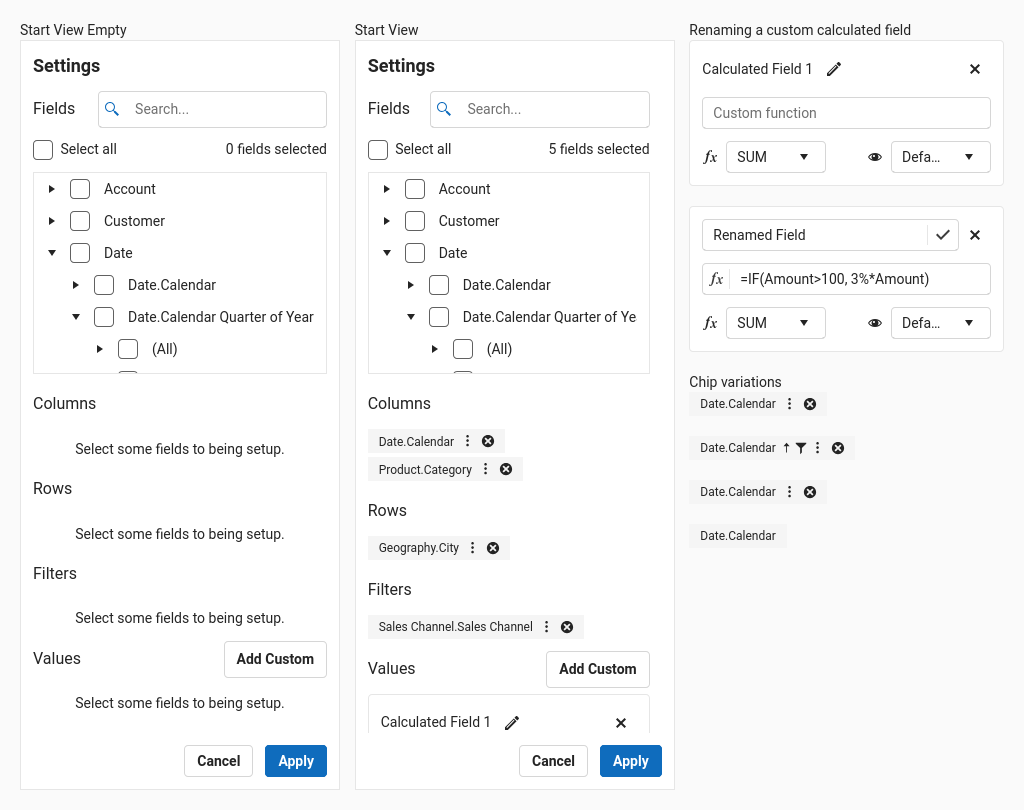 Start View Empty
Settings
Fields
Search...
Select all
0 fields selected
Account
Customer
Date
Date.Calendar
Date.Calendar Quarter of Year
(All)
Columns
Select some fields to being setup.
Rows
Select some fields to being setup.
Filters
Select some fields to being setup.
Values
Add Custom
Select some fields to being setup.
Cancel
Apply
Start View
Settings
Fields
Search...
Select all
5 fields selected
Account
Customer
Date
Date.Calendar
Date.Calendar Quarter of Ye
(All)
Columns
Date.Calendar
Product.Category
Rows
Geography.City
Filters
Sales Channel.Sales Channel
Values
Add Custom
Calculated Field 1
Cancel
Apply
Renaming a custom calculated field
Calculated Field 1
Custom function
fx
SUM
Defa...
Renamed Field
fx
=IF(Amount>100, 3%*Amount)
fx
SUM
Defa...
Chip variations
Date.Calendar
Date.Calendar
Date.Calendar
Date.Calendar